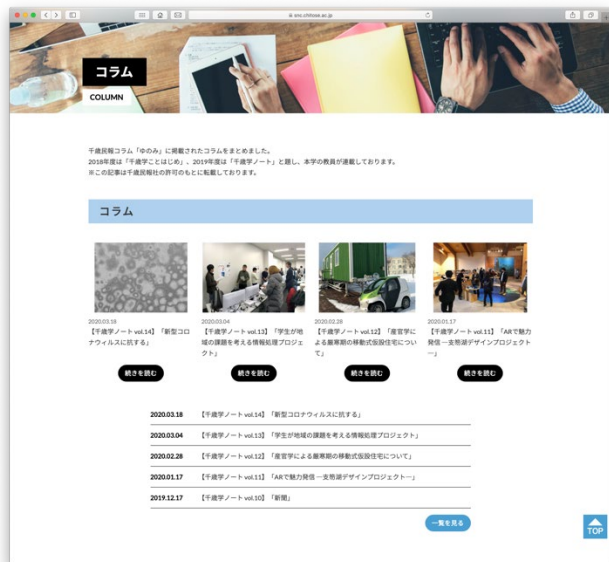 snc.chitose.ac.jp
コラム
COLUMN
千歳民報コラム「ゆのみ」に掲載されたコラムをまとめました。
2018年度は「千歳学ことはじめ」、2019年度は「千歳学ノート」と題し、本学の教員が連載しております。
※この記事は千歳民報社の許可のもとに転載しております。
コラム
2020.03.18
【千歳学ノート vol.14】「新型コロ
ナウィルスに抗する」
続きを読む
2020.03.04
【千歳学ノート vol.13】「学生が地
域の課題を考える情報処理プロジェ
クト」
続きを読む
2020.02.28
【千歳学ノート vol.12】「産官学に
よる厳寒期の移動式仮設住宅につい
て」
続きを読む
2020.01.17
【千歳学ノート vol.11】「ARで魅力
発信 ―支笏湖デザインプロジェクト
―」
続きを読む
2020.03.18 【千歳学ノート vol.14】「新型コロナウィルスに抗する」
2020.03.04 【千歳学ノート vol.13】「学生が地域の課題を考える情報処理プロジェクト」
2020.02.28 【千歳学ノート vol.12】「産官学による厳寒期の移動式仮設住宅について」
2020.01.17 【千歳学ノート vol.11】「ARで魅力発信 ―支笏湖デザインプロジェクト―」
2019.12.17 【千歳学ノート vol.10】「新聞」
一覧を見る
TOP